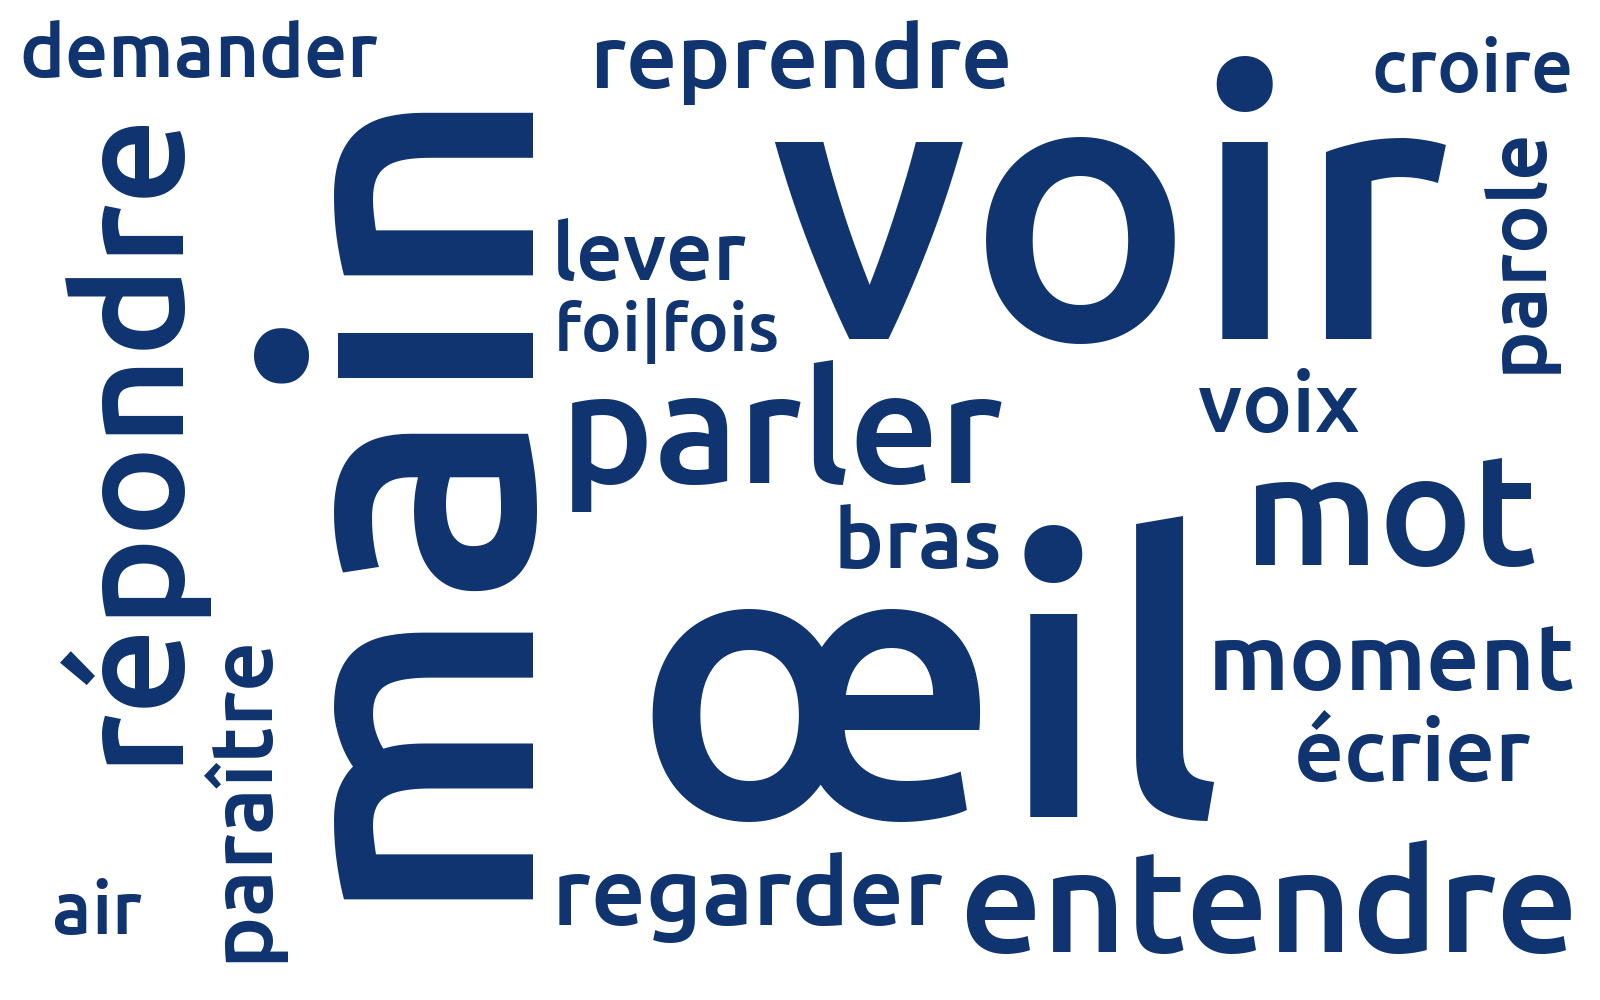 demander
reprendre
croire
voir
répondre
main
parole
lever
foi|fois
parler
voix
mot
bras
œil
moment
écrier
paraître
air
regarder
entendre